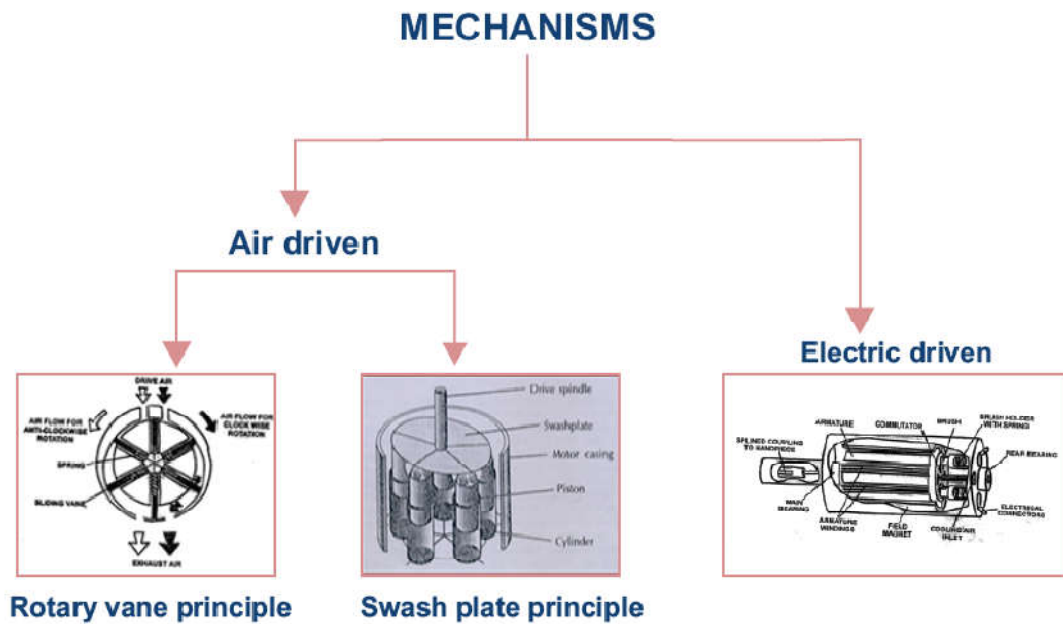 MECHANISMS
Air driven
Electric driven
DRIVE AIR
AIR FLOW FOR
ANTI-CLOCKWISE
ROTATION
AIR FLOW FOR
CLOCK WISE
ROTATION
SPRING
SLIDING VANE
EXHAUST AIR
Rotary vane principle
Drive spindle
Swashplate
Motor casing
Piston
Cylinder
Swash plate principle
ARMATURE
COMMUTATOR
BRUSH
BRUSH HOLDER
WITH SPRING
SPLINED COUPLING
TO HANDPIECE
REAR BEARING
MAIN
BEARING
ARMATURE
WINDINGS
FIELD
MAGNET
COOLING AIR
INLET
ELECTRICAL
CONNECTORS